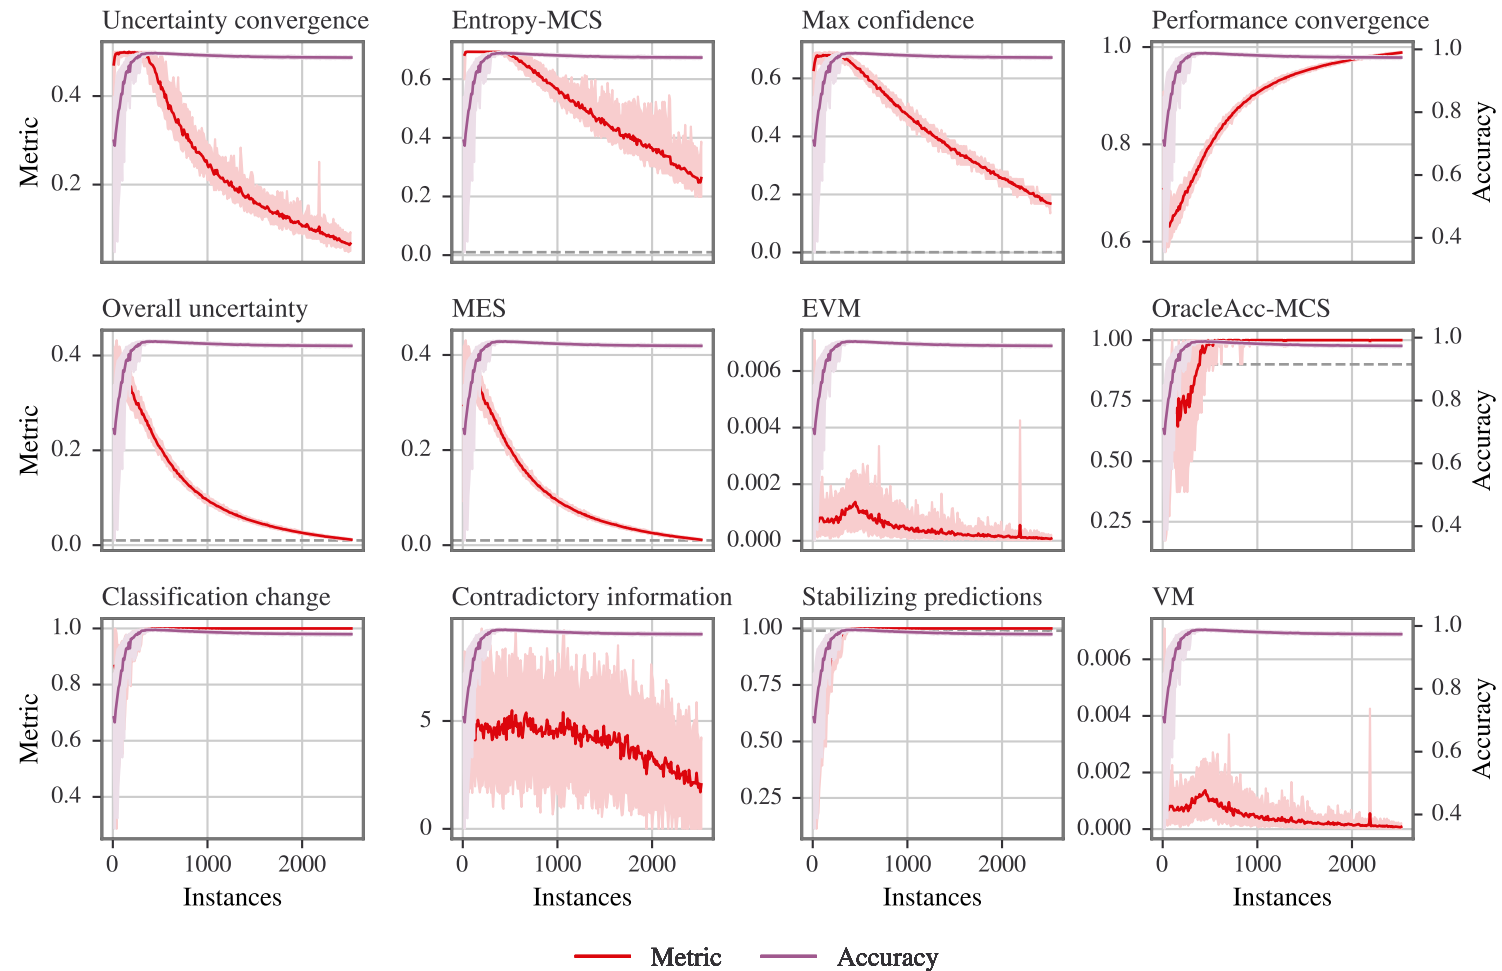 Uncertainty convergence Entropy-MCS Max confidence Performance convergence
Metric 0.4 0.2
0.6 0.4 0.2 0.0
0.6 0.4 0.2 0.0
1.0 0.8 0.6
1.0 0.8 0.6 0.4 Accuracy
Overall uncertainty MES EVM OracleAcc-MCS
Metric 0.4 0.2 0.0
0.4 0.2 0.0
0.006 0.004 0.002 0.000
1.00 0.75 0.50 0.25
1.0 0.8 0.6 0.4 Accuracy
Classification change Contradictory information Stabilizing predictions VM
Metric 1.0 0.8 0.6 0.4
5 0
1.00 0.75 0.50 0.25
0.006 0.004 0.002 0.000
1.0 0.8 0.6 0.4 Accuracy
0 1000 2000 0 1000 2000 0 1000 2000 0 1000 2000
Instances Instances Instances Instances
Metric Accuracy